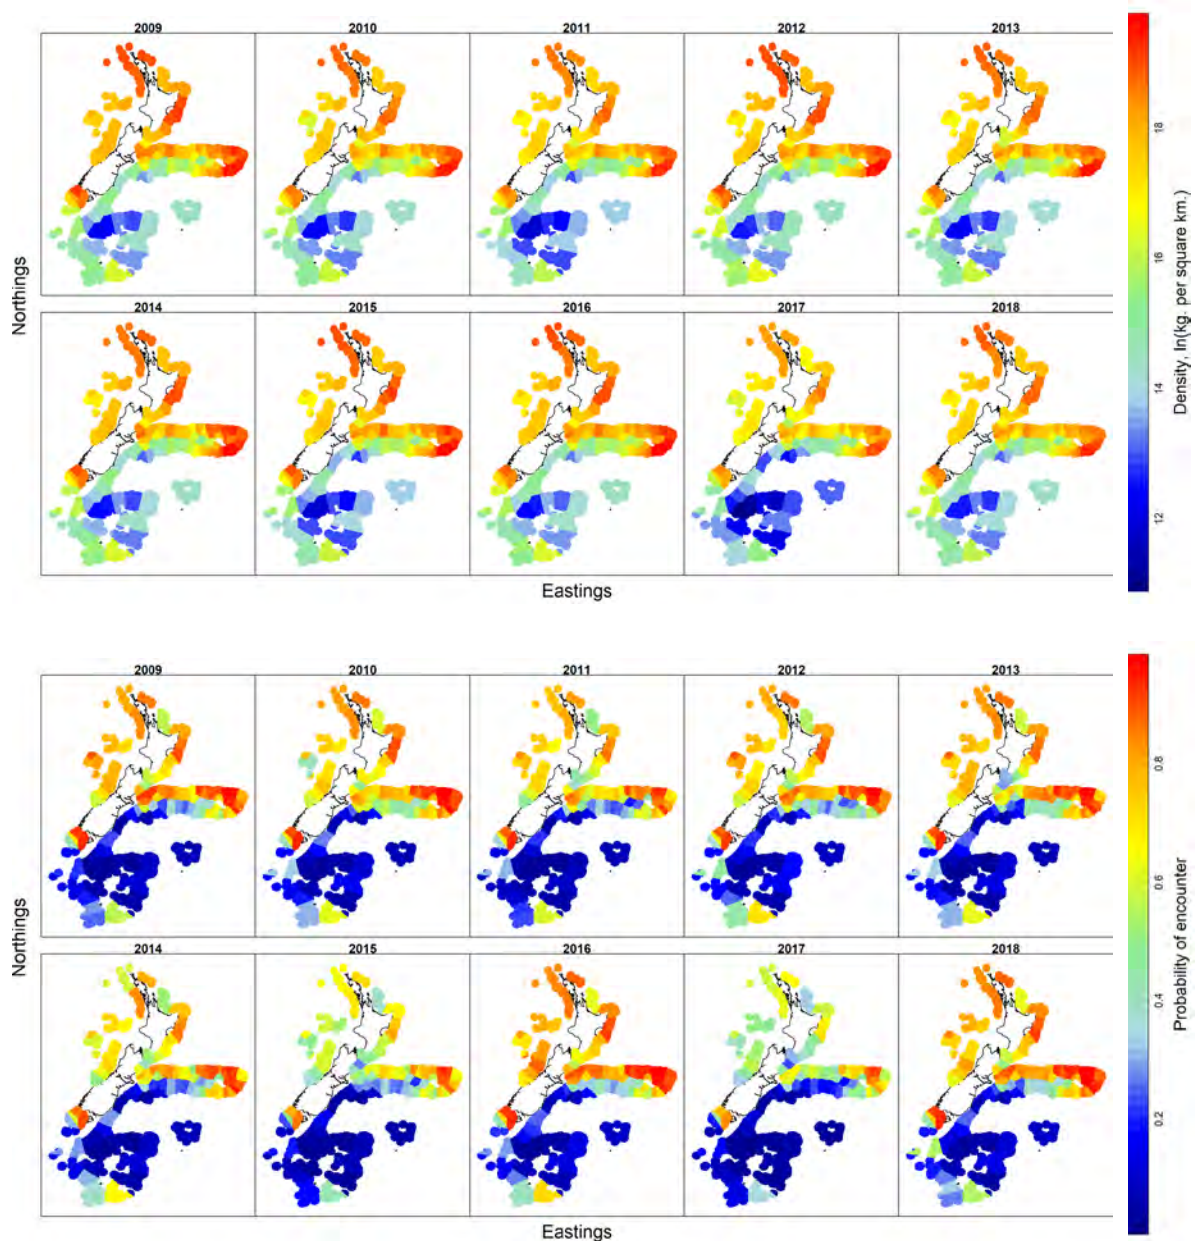 2009 2010 2011 2012 2013
2014 2015 2016 2017 2018
Northings
Eastings
18
16
14
12
Density, ln(kg. per square km.)
2009 2010 2011 2012 2013
2014 2015 2016 2017 2018
Northings
Eastings
0.8
0.6
0.4
0.2
Probability of encounter